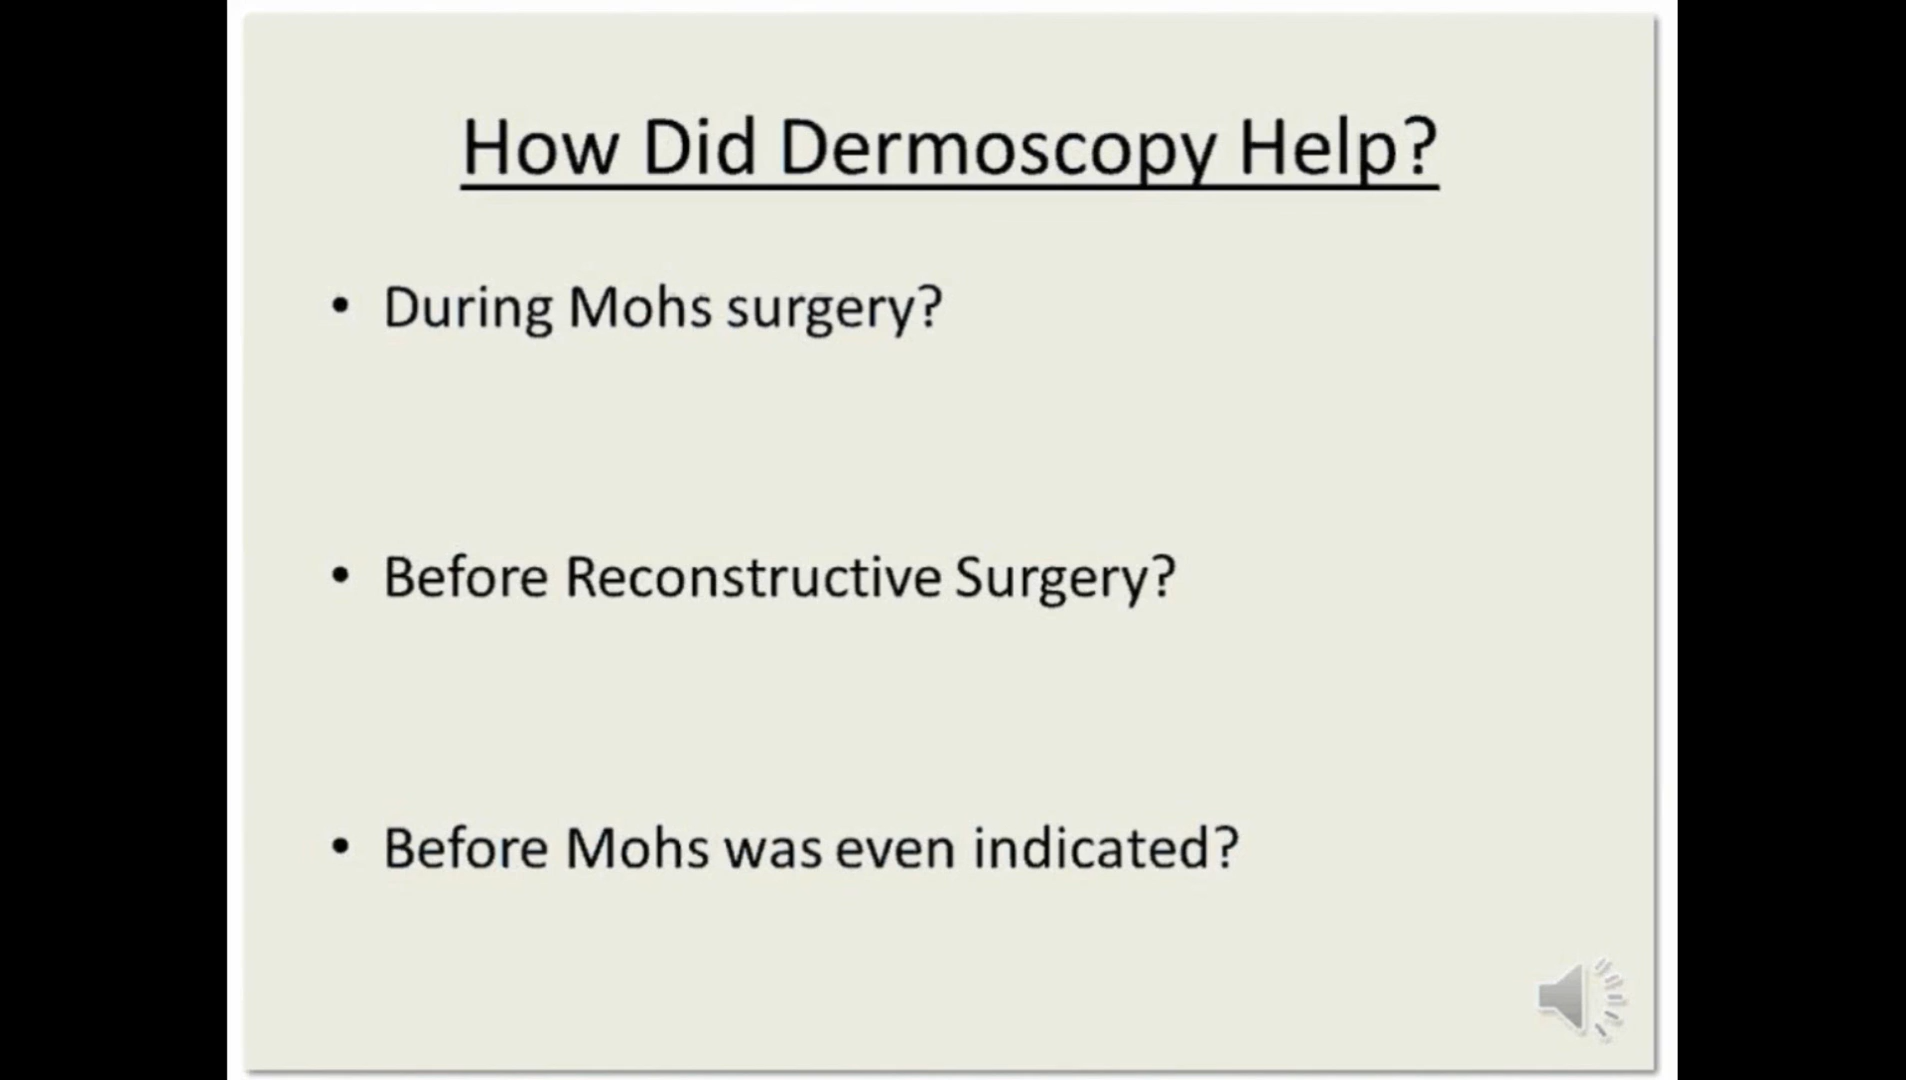 How Did Dermoscopy Help?
• During Mohs surgery?
• Before Reconstructive Surgery?
• Before Mohs was even indicated?